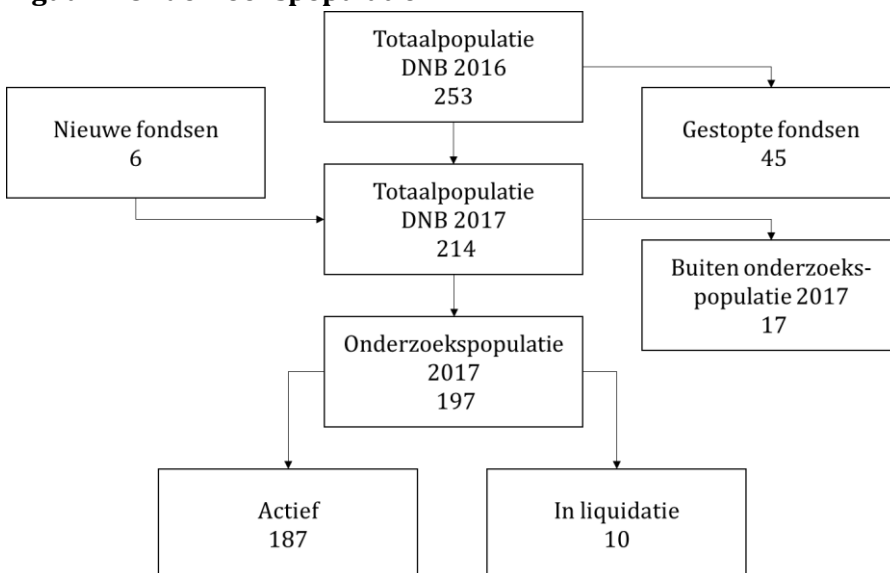 Totaalpopulatie
DNB 2016
253
Nieuwe fondsen
6
Gestopte fondsen
45
Totaalpopulatie
DNB 2017
214
Buiten onderzoeks-
populatie 2017
17
Onderzoekspopulatie
2017
197
Actief
187
In liquidatie
10